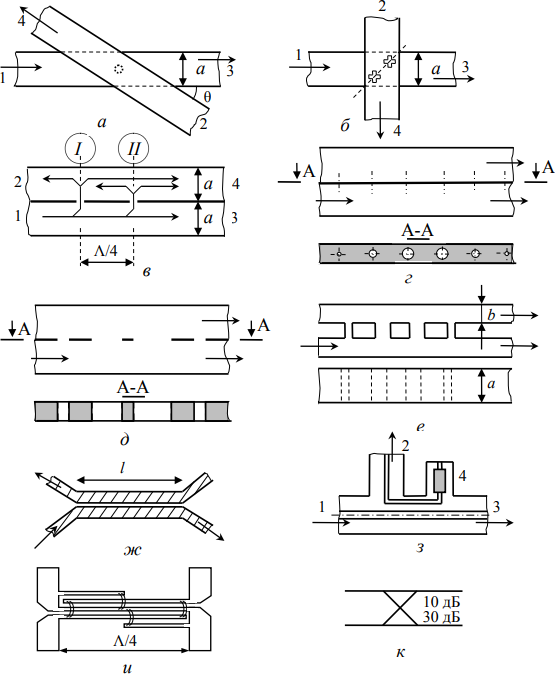 4
1
a
3
θ
2
а
2
1
a
3
4
б
I II
2 a 4
1 a 3
Λ/4
в
А А
А-А
г
А А
А-А
д
b
a
е
l
ж
2
4
1 3
з
Λ/4
и
10 дБ
30 дБ
к